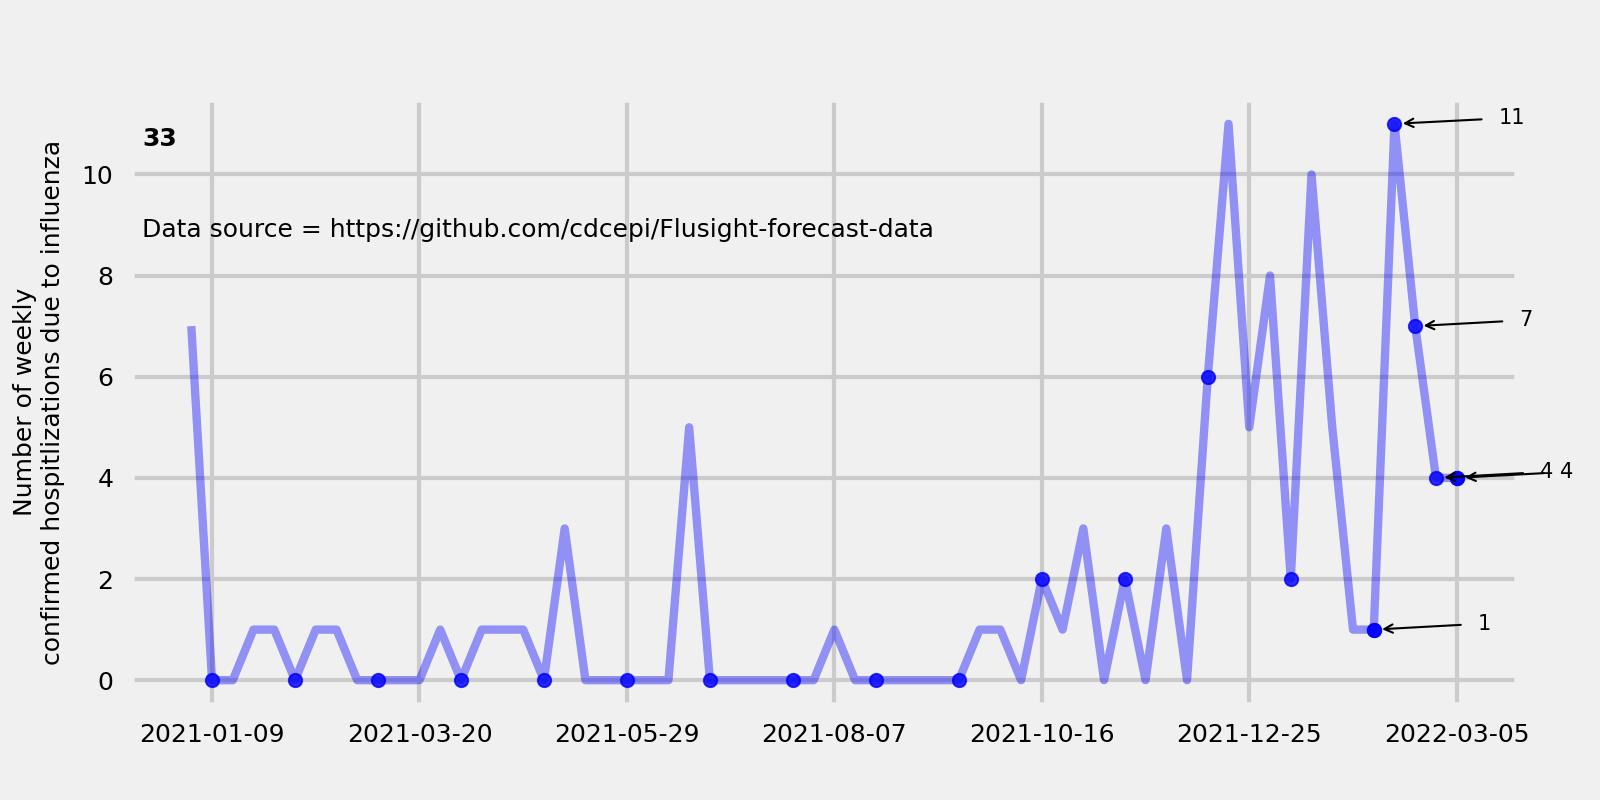 33
Data source = https://github.com/cdcepi/Flusight-forecast-data
Number of weekly
confirmed hospitlizations due to influenza
10
8
6
4
2
0
11
7
4 4
1
2021-01-09 2021-03-20 2021-05-29 2021-08-07 2021-10-16 2021-12-25 2022-03-05